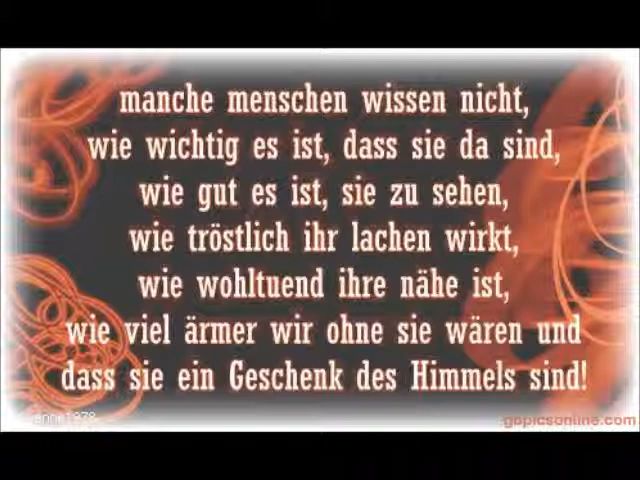 manche menschen wissen nicht,
wie wichtig es ist, dass sie da sind,
wie gut es ist, sie zu sehen,
wie tröstlich ihr lachen wirkt,
wie wohltuend ihre nähe ist,
wie viel ärmer wir ohne sie wären und
dass sie ein Geschenk des Himmels sind!
gopicsonline.com